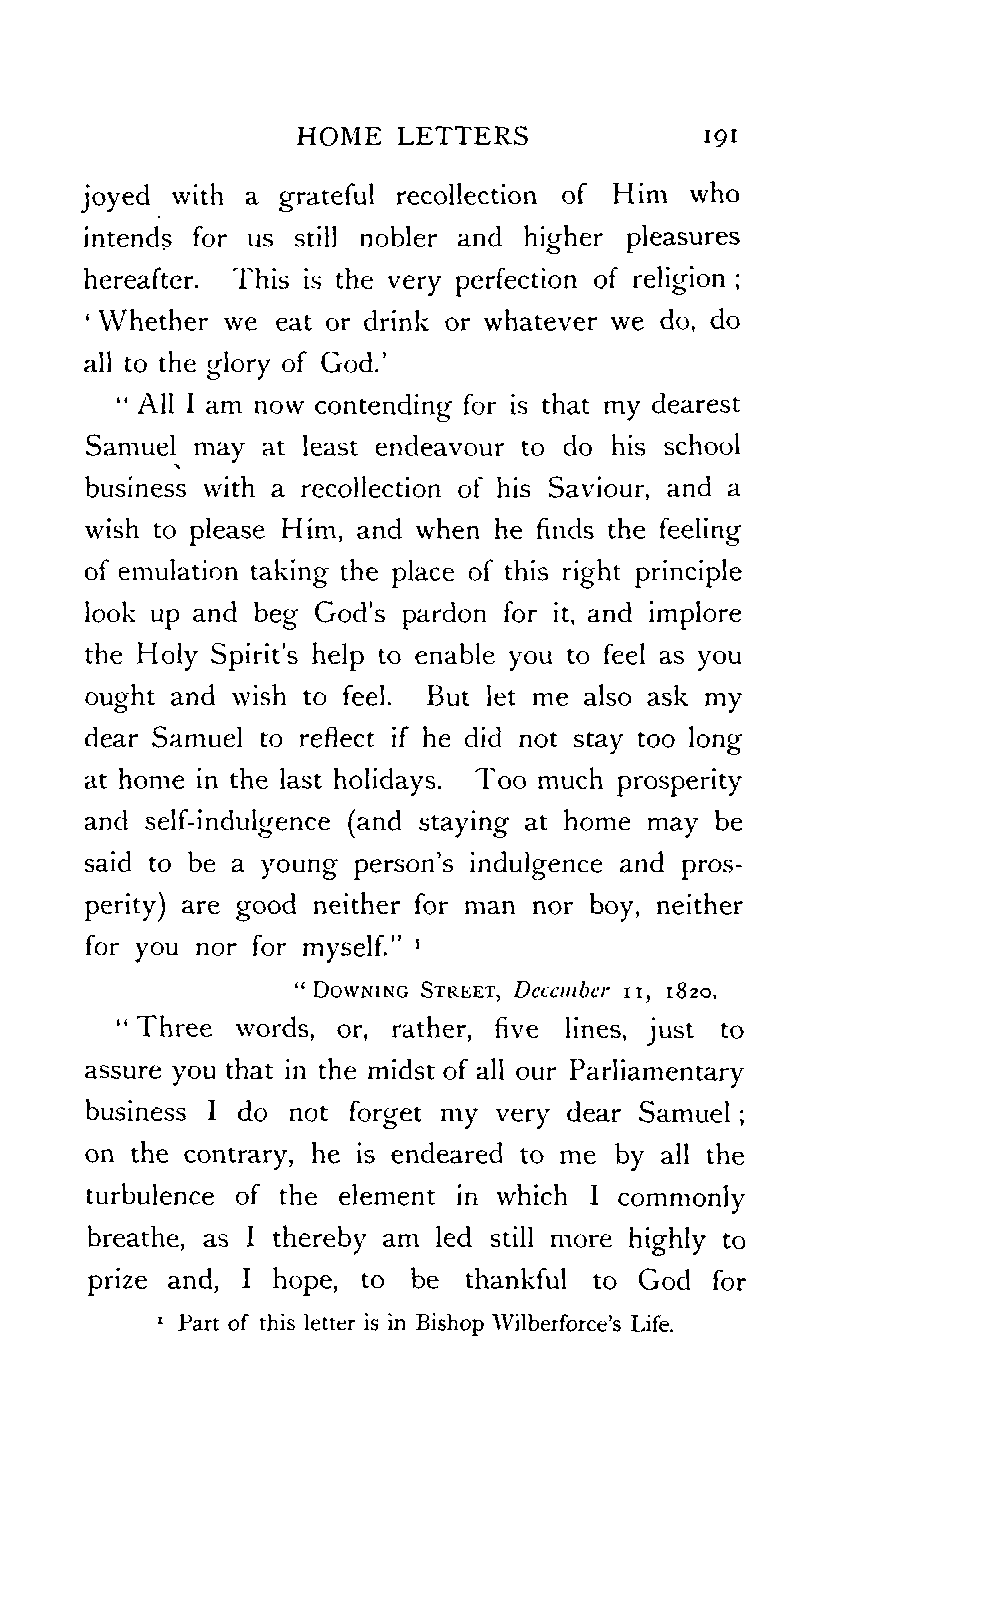 HOME LETTERS 191
joyed with a grateful recollection of Him who
intends for us still nobler and higher pleasures
hereafter. This is the very perfection of religion ;
‘ Whether we eat or drink or whatever we do, do
all to the glory of God.’
“ All I am now contending for is that my dearest
Samuel may at least endeavour to do his school
business with a recollection of his Saviour, and a
wish to please Him, and when he finds the feeling
of emulation taking the place of this right principle
look up and beg God's pardon for it, and implore
the Holy Spirit's help to enable you to feel as you
ought and wish to feel. But let me also ask my
dear Samuel to reflect if he did not stay too long
at home in the last holidays. Too much prosperity
and self-indulgence (and staying at home may be
said to be a young person’s indulgence and pros-
perity) are good neither for man nor boy, neither
for you nor for myself.” ¹
“ DOWNING STREET, December 11, 1820.
“ Three words, or, rather, five lines, just to
assure you that in the midst of all our Parliamentary
business I do not forget my very dear Samuel ;
on the contrary, he is endeared to me by all the
turbulence of the element in which I commonly
breathe, as I thereby am led still more highly to
prize and, I hope, to be thankful to God for
¹ Part of this letter is in Bishop Wilberforce’s Life.